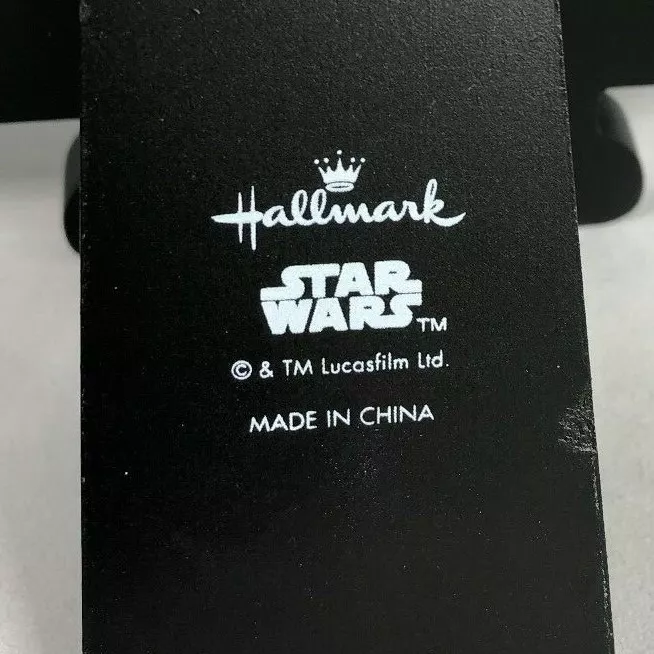 Hallmark
STAR
WARS TM
© & TM Lucasfilm Ltd.
MADE IN CHINA